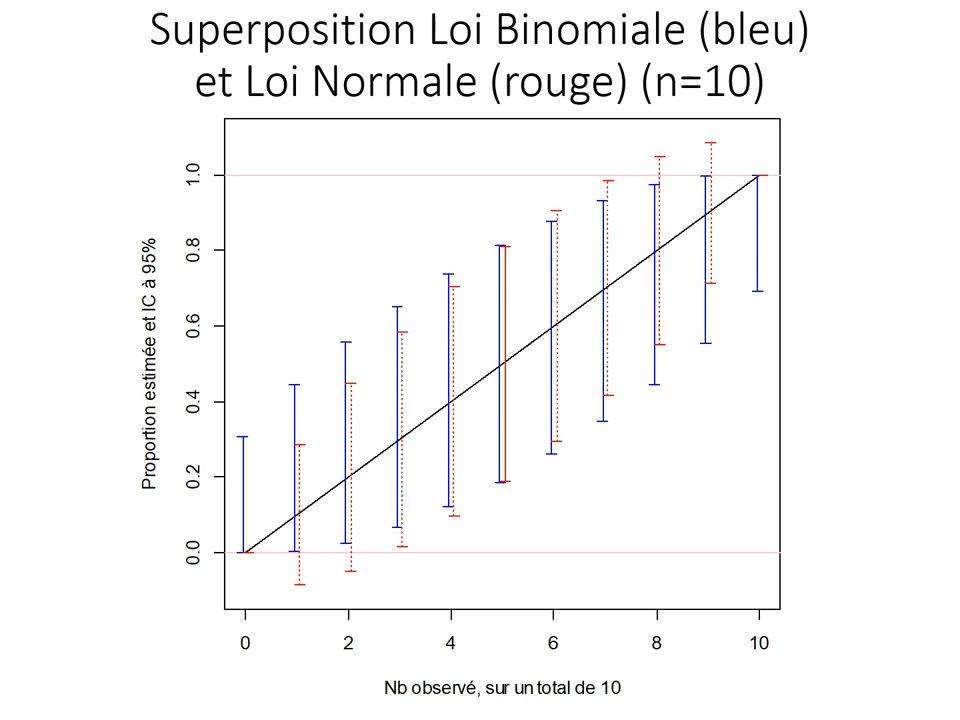 Superposition Loi Binomiale (bleu)
et Loi Normale (rouge) (n=10)
Proportion estimée et IC à 95%
1.0
0.8
0.6
0.4
0.2
0.0
0 2 4 6 8 10
Nb observé, sur un total de 10